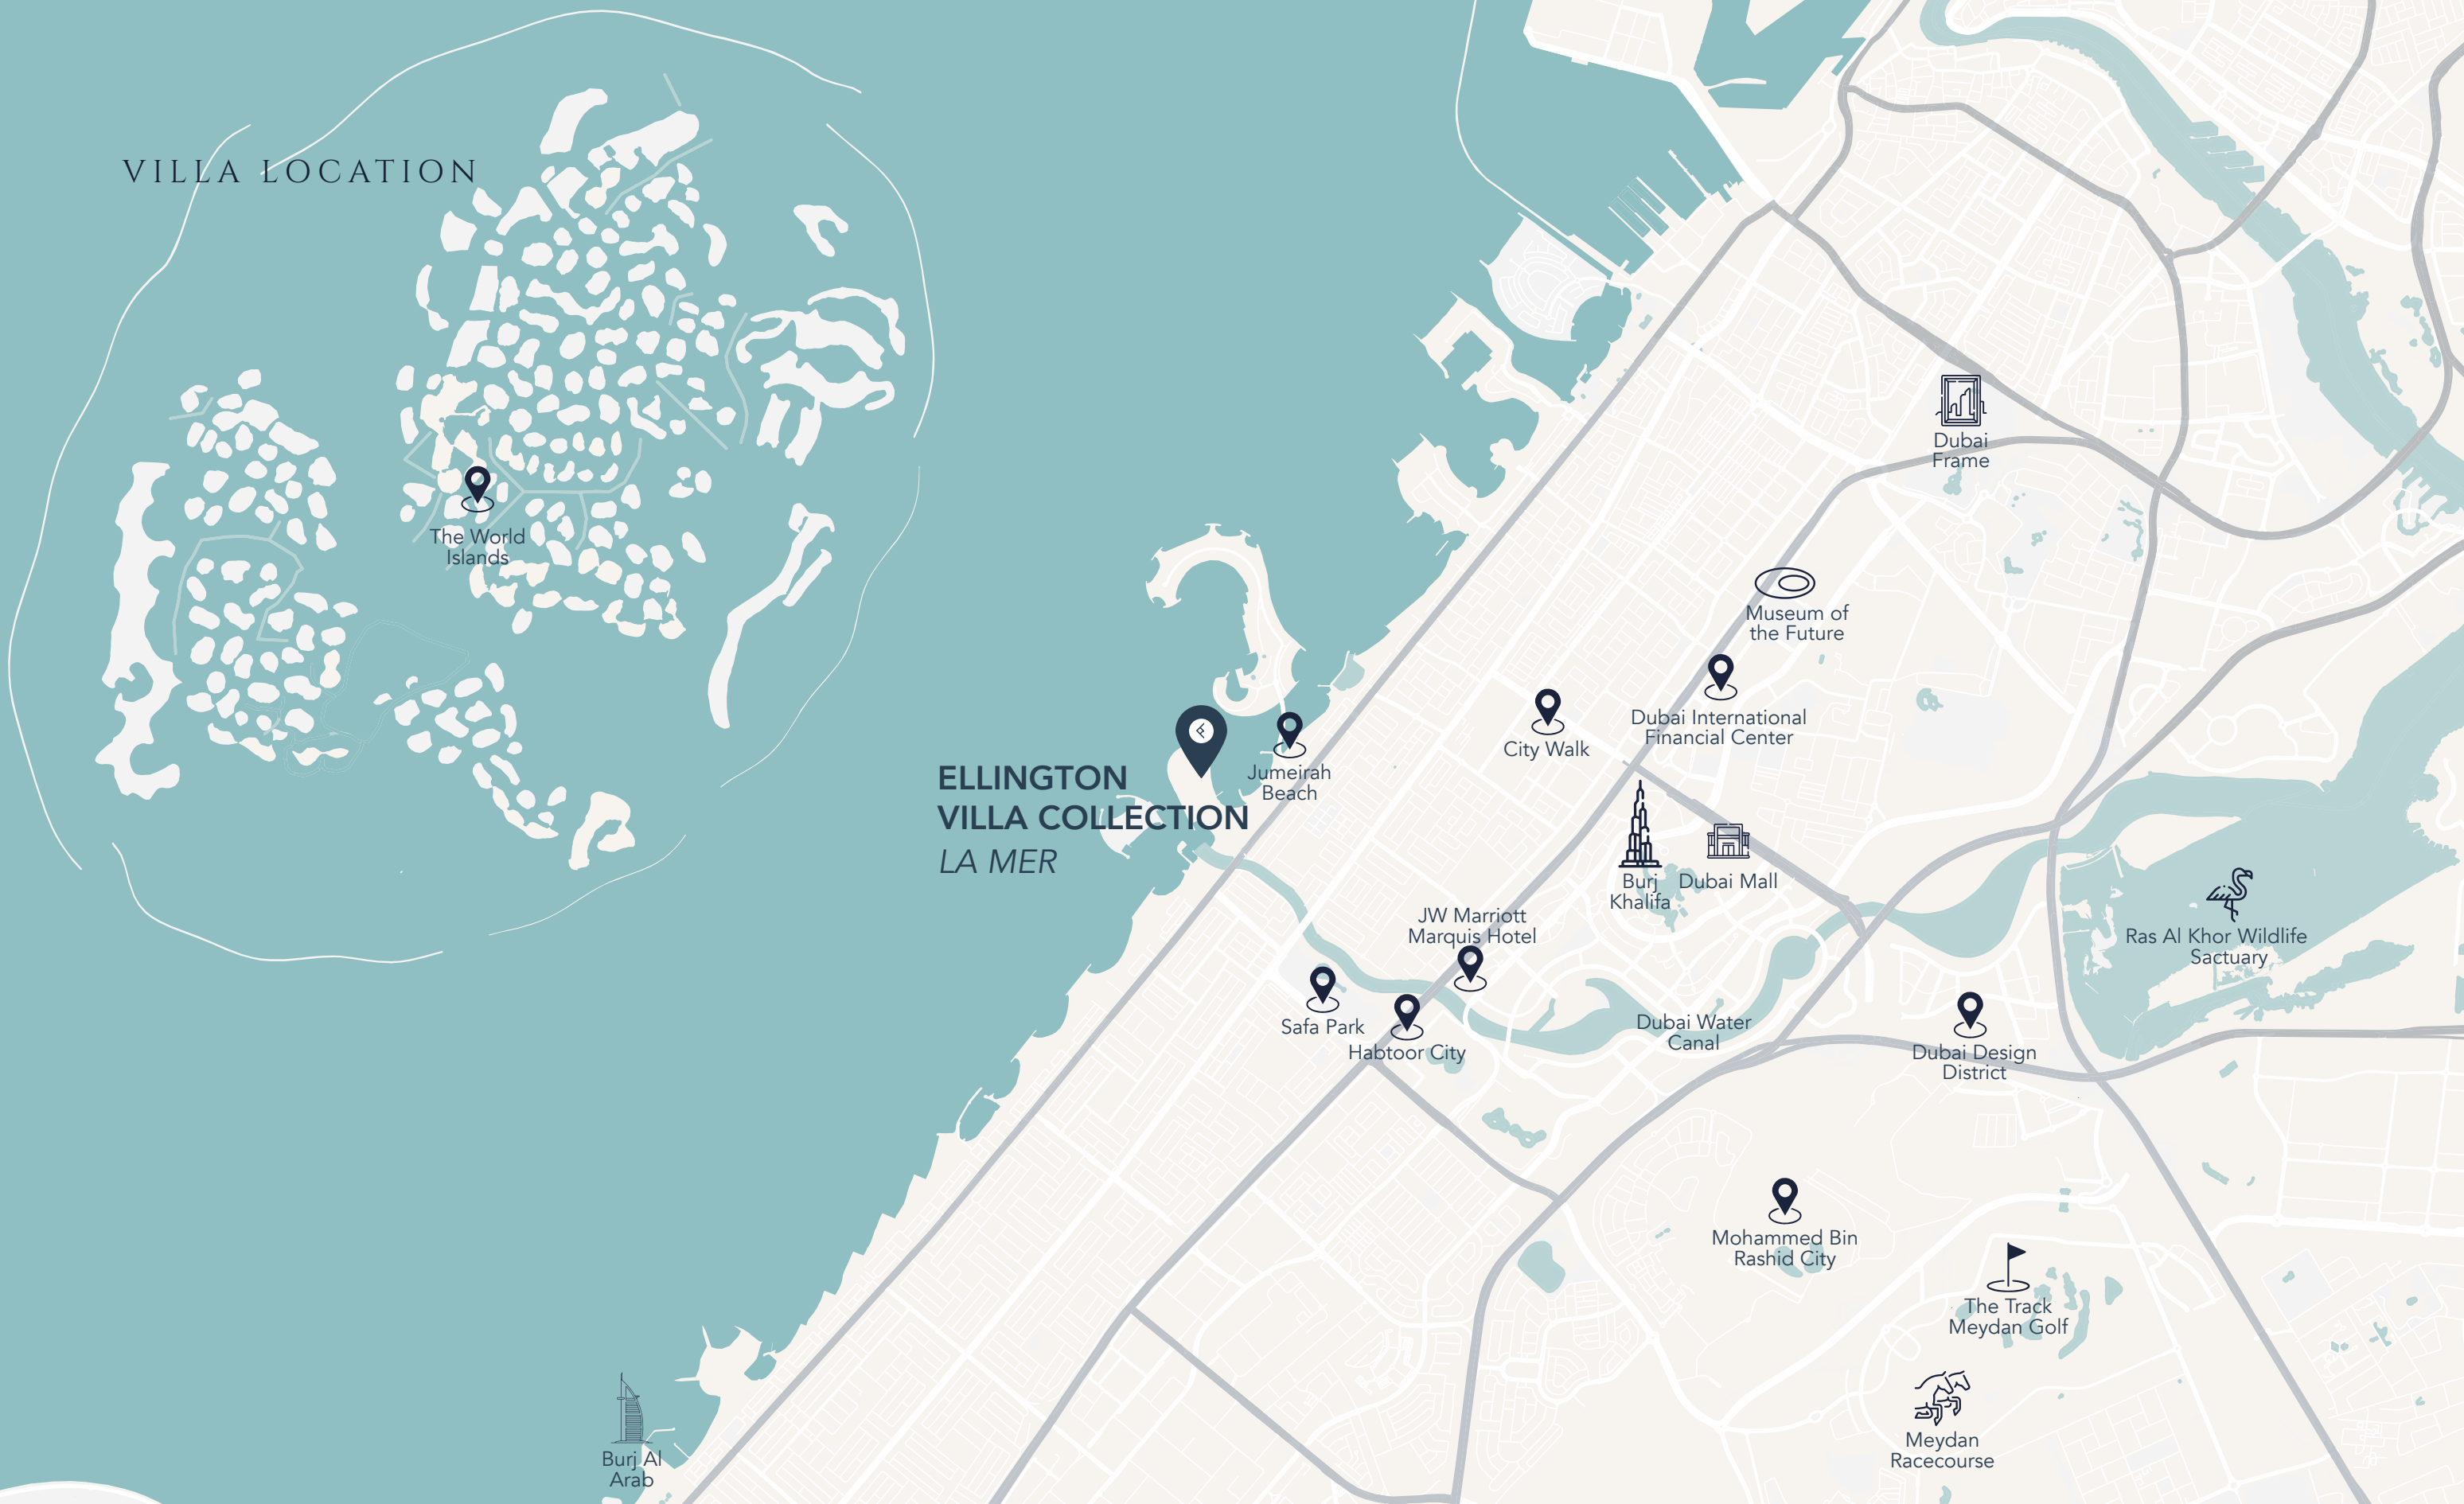 VILLA LOCATION
The World
Islands
Dubai
Frame
Museum of
the Future
Dubai International
Financial Center
City Walk
Jumeirah
Beach
ELLINGTON
VILLA COLLECTION
LA MER
Burj
Khalifa
Dubai Mall
JW Marriott
Marquis Hotel
Ras Al Khor Wildlife
Sactuary
Safa Park
Habtoor City
Dubai Water
Canal
Dubai Design
District
Mohammed Bin
Rashid City
The Track
Meydan Golf
Meydan
Racecourse
Burj Al
Arab